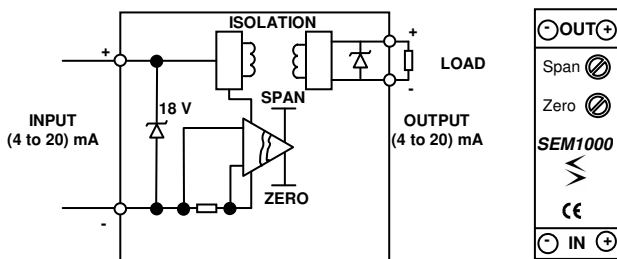 ISOLATION
+
+
LOAD
18 V
SPAN
-
INPUT
(4 to 20) mA
OUTPUT
(4 to 20) mA
ZERO
-
- OUT +
Span
Zero
SEM1000
CE
- IN +